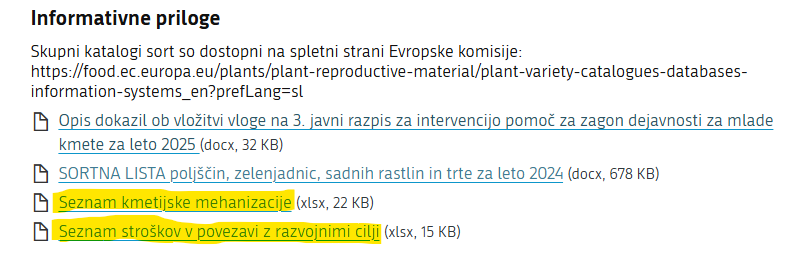 Informativne priloge
Skupni katalogi sort so dostopni na spletni strani Evropske komisije:
https://food.ec.europa.eu/plants/plant-reproductive-material/plant-variety-catalogues-databases-
information-systems_en?prefLang=sl
Opis dokazil ob vložitvi vloge na 3. javni razpis za intervencijo pomoč za zagon dejavnosti za mlade
kmete za leto 2025 (docx, 32 KB)
SORTNA LISTA poljščin, zelenjadnic, sadnih rastlin in trte za leto 2024 (docx, 678 KB)
Seznam kmetijske mehanizacije (xlsx, 22 KB)
Seznam stroškov v povezavi z razvojnimi cilji (xlsx, 15 KB)